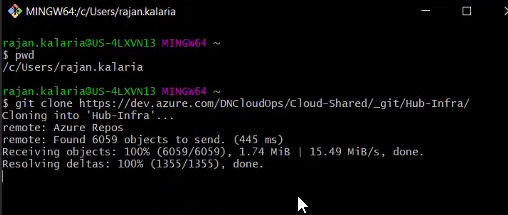 MINGW64:/c/Users/rajan.kalaria
rajan.kalaria@US-4LXVN13 MINGW64 ~
$ pwd
/c/Users/rajan.kalaria
rajan.kalaria@US-4LXVN13 MINGW64 ~
$ git clone https://dev.azure.com/DNCloudOps/Cloud-Shared/_git/Hub-Infra/
Cloning into 'Hub-Infra'...
remote: Azure Repos
remote: Found 6059 objects to send. (445 ms)
Receiving objects: 100% (6059/6059), 1.74 MiB | 15.49 MiB/s, done.
Resolving deltas: 100% (1355/1355), done.